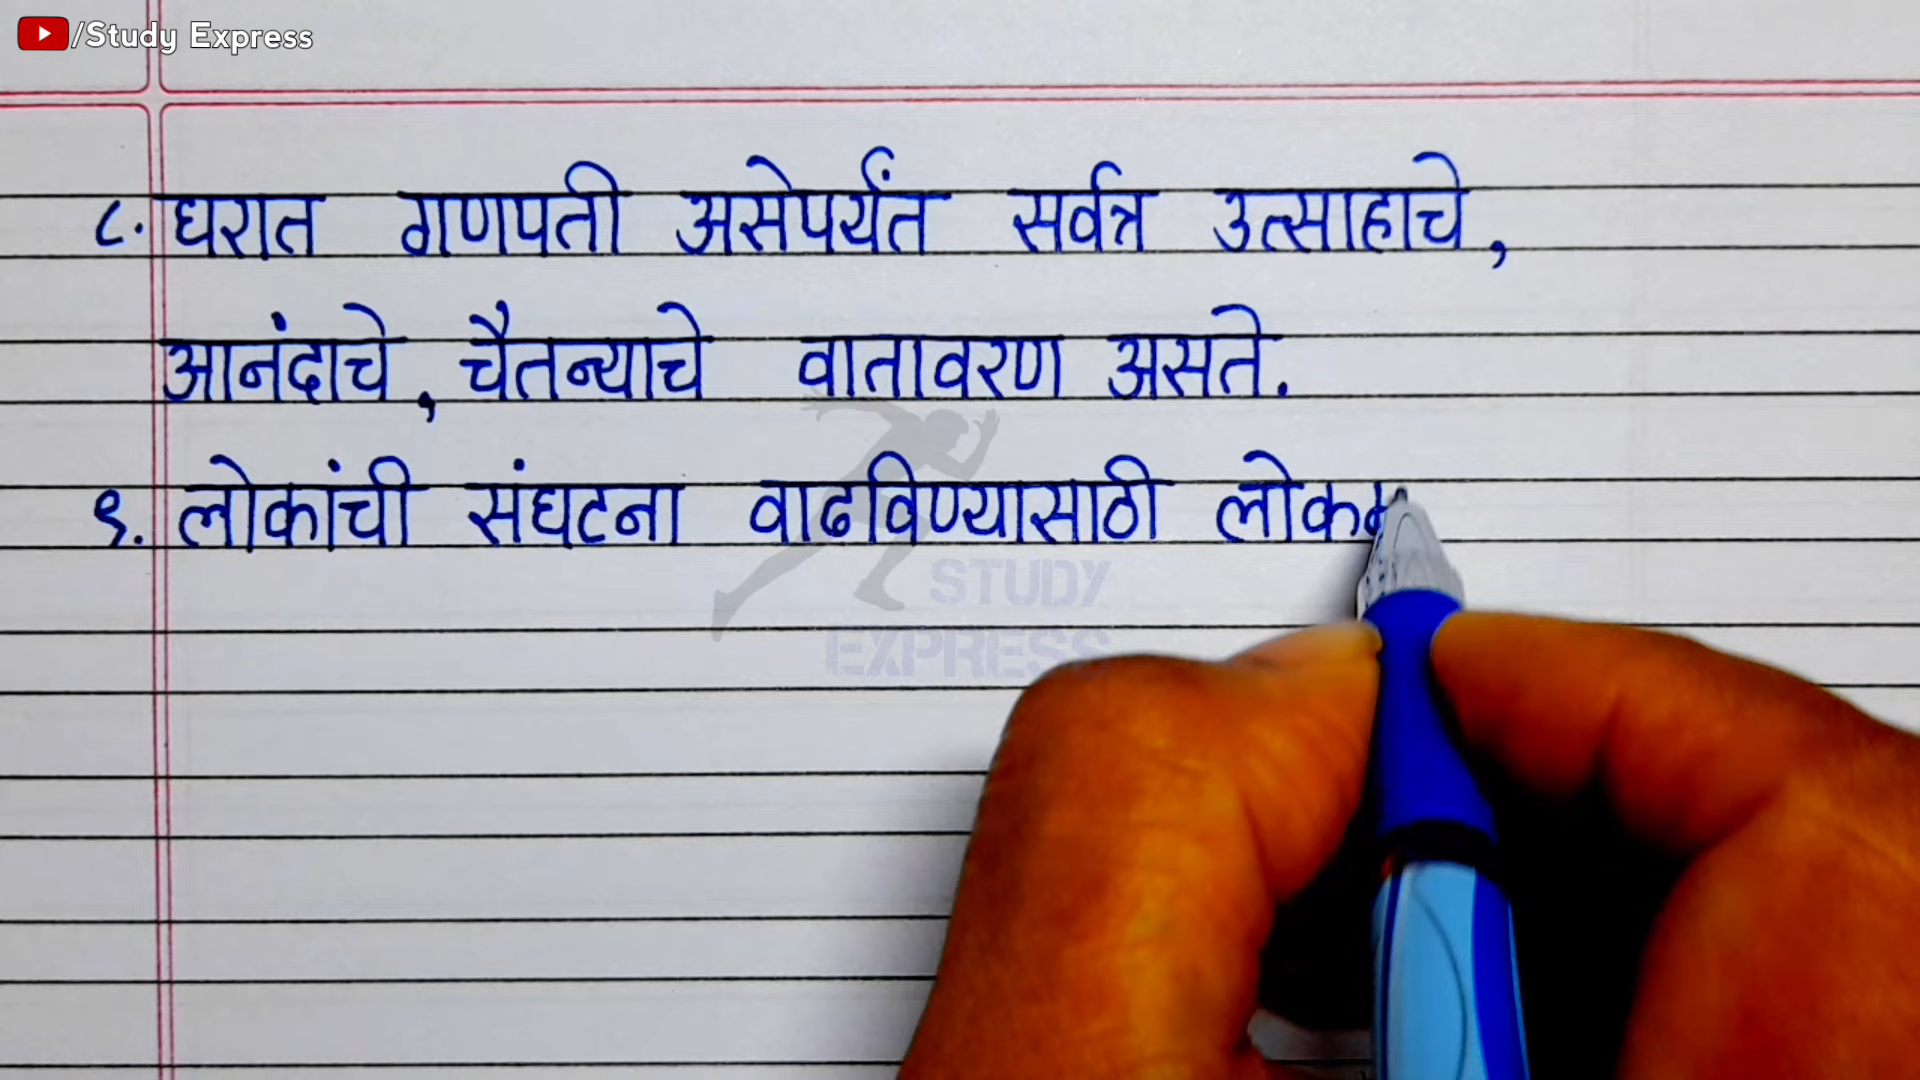 /Study Express
८. घरात गणपती असेपर्यंत सर्वत्र उत्साहाचे,
आनंदाचे, चैतन्याचे वातावरण असते.
९. लोकांची संघटना वाढविण्यासाठी
STUDY
EXPRESS